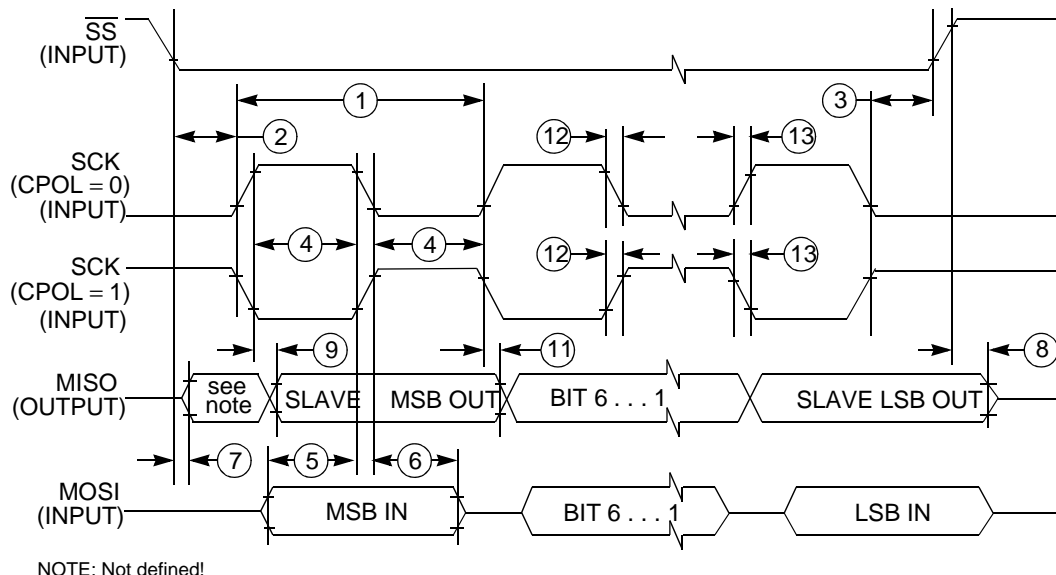 SS
(INPUT)
1
3
2
12
13
SCK
(CPOL = 0)
(INPUT)
4
4
SCK
(CPOL = 1)
(INPUT)
12
13
9
11
8
MISO
(OUTPUT)
see
note
SLAVE
MSB OUT
BIT 6 . . . 1
SLAVE LSB OUT
7
5
6
MOSI
(INPUT)
MSB IN
BIT 6 . . . 1
LSB IN
NOTE: Not defined!